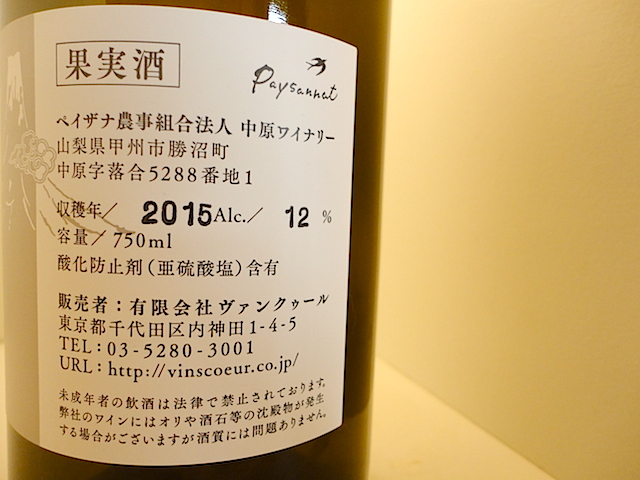 果実酒
Paysannat
ペイザナ農事組合法人 中原ワイナリー
山梨県甲州市勝沼町
中原字落合5288番地1
収穫年／ 2015 Alc.／ 12 %
容量／750ml
酸化防止剤（亜硫酸塩）含有
販売者：有限会社ヴァンクゥール
東京都千代田区内神田1-4-5
TEL：03-5280-3001
URL：http://vinscoeur.co.jp/
未成年者の飲酒は法律で禁止されております。
弊社のワインにはオリや酒石等の沈殿物が発生
する場合がございますが酒質には問題ありません。